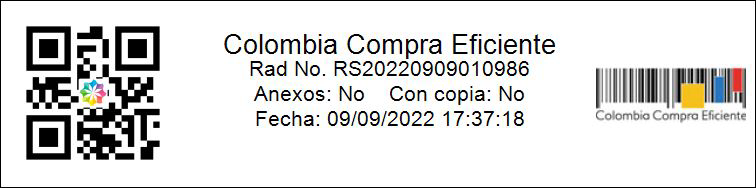 Colombia Compra Eficiente
Rad No. RS20220909010986
Anexos: No    Con copia: No
Fecha: 09/09/2022 17:37:18
Colombia Compra Eficiente